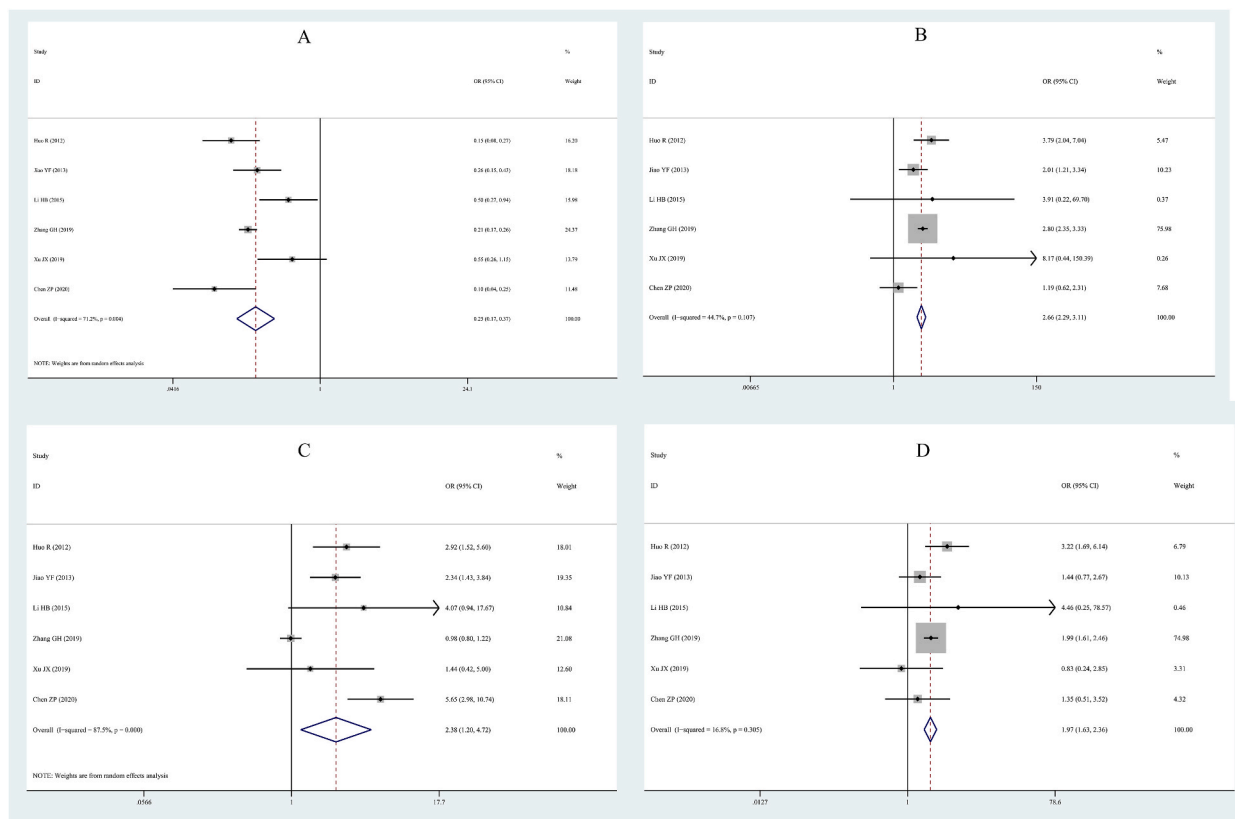 A
Study %
ID OR (95% CI) Weight
Huo R (2012) 0.15 (0.08, 0.27) 16.20
Jiao YF (2013) 0.26 (0.15, 0.43) 18.18
Li HB (2015) 0.50 (0.27, 0.94) 15.98
Zhang GH (2019) 0.21 (0.17, 0.26) 24.37
Xu JX (2019) 0.55 (0.26, 1.15) 13.79
Chen ZP (2020) 0.10 (0.04, 0.25) 11.48
Overall (I-squared = 71.2%, p = 0.004) 0.25 (0.17, 0.37) 100.00
NOTE: Weights are from random effects analysis
.0416 1 24.1
B
Study %
ID OR (95% CI) Weight
Huo R (2012) 3.79 (2.04, 7.04) 5.47
Jiao YF (2013) 2.01 (1.21, 3.34) 10.23
Li HB (2015) 3.91 (0.22, 69.70) 0.37
Zhang GH (2019) 2.80 (2.35, 3.33) 75.98
Xu JX (2019) 8.17 (0.44, 150.39) 0.26
Chen ZP (2020) 1.19 (0.62, 2.31) 7.68
Overall (I-squared = 44.7%, p = 0.107) 2.66 (2.29, 3.11) 100.00
.00665 1 150
C
Study %
ID OR (95% CI) Weight
Huo R (2012) 2.92 (1.52, 5.60) 18.01
Jiao YF (2013) 2.34 (1.43, 3.84) 19.35
Li HB (2015) 4.07 (0.94, 17.67) 10.84
Zhang GH (2019) 0.98 (0.80, 1.22) 21.08
Xu JX (2019) 1.44 (0.42, 5.00) 12.60
Chen ZP (2020) 5.65 (2.98, 10.74) 18.11
Overall (I-squared = 87.5%, p = 0.000) 2.38 (1.20, 4.72) 100.00
NOTE: Weights are from random effects analysis
.0566 1 17.7
D
Study %
ID OR (95% CI) Weight
Huo R (2012) 3.22 (1.69, 6.14) 6.79
Jiao YF (2013) 1.44 (0.77, 2.67) 10.13
Li HB (2015) 4.46 (0.25, 78.57) 0.46
Zhang GH (2019) 1.99 (1.61, 2.46) 74.98
Xu JX (2019) 0.83 (0.24, 2.85) 3.31
Chen ZP (2020) 1.35 (0.51, 3.52) 4.32
Overall (I-squared = 16.8%, p = 0.305) 1.97 (1.63, 2.36) 100.00
.0127 1 78.6